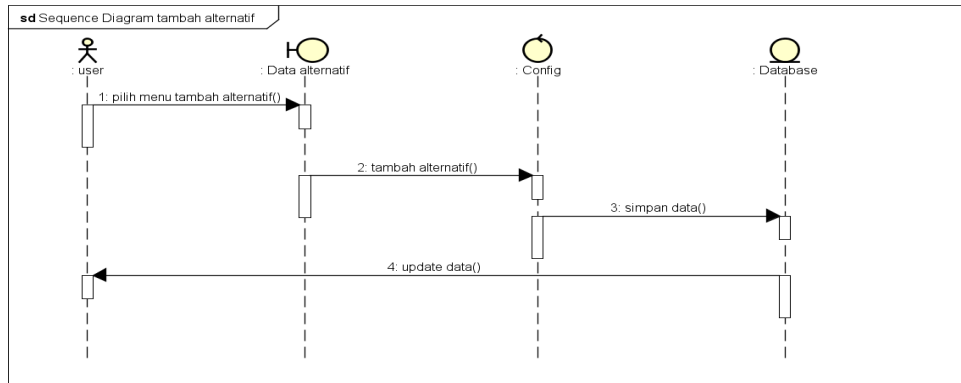 sd Sequence Diagram tambah alternatif
: user
: Data alternatif
: Config
: Database
1: pilih menu tambah alternatif()
2: tambah alternatif()
3: simpan data()
4: update data()